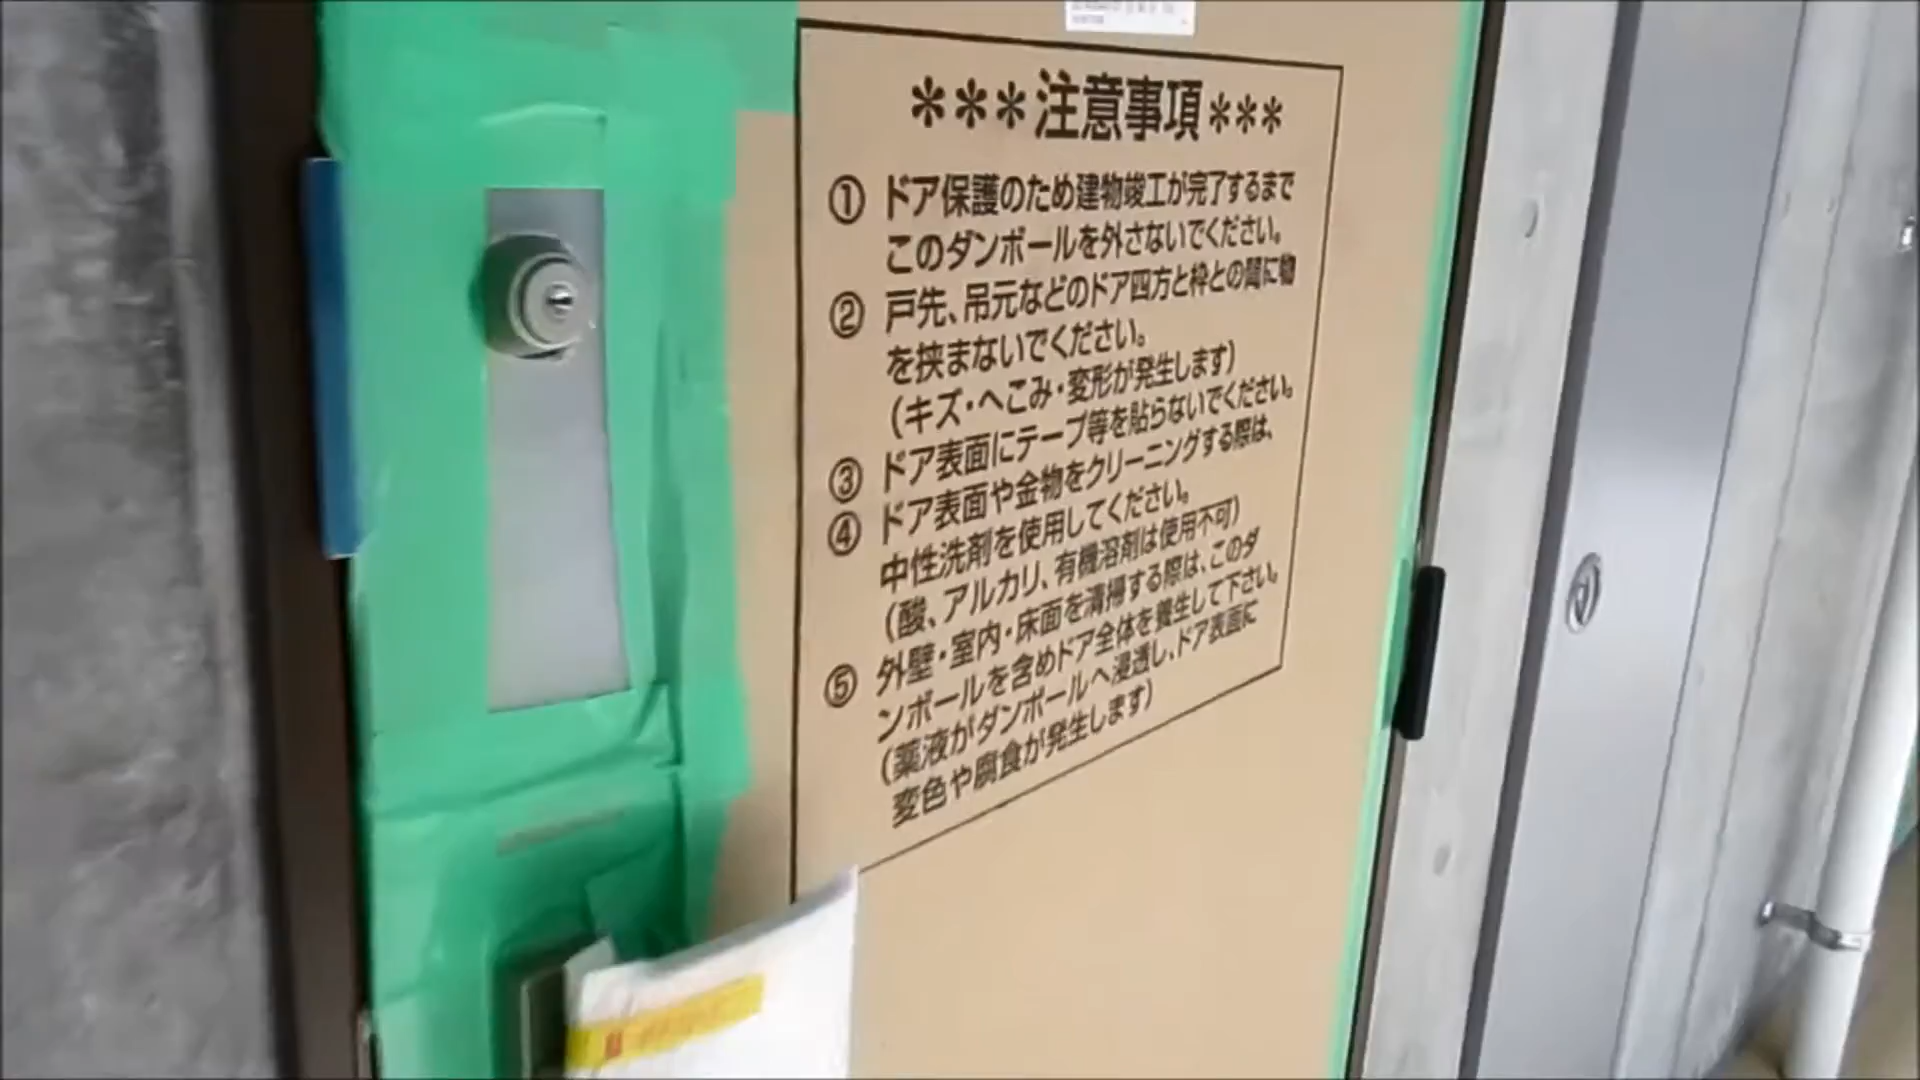 ***注意事項***
① ドア保護のため建物竣工が完了するまで
このダンボールを外さないでください。
② 戸先、吊元などのドア四方と枠との間に物
を挟まないでください。
(キズ・へこみ・変形が発生します)
③ ドア表面にテープ等を貼らないでください。
④ ドア表面や金物をクリーニングする際は、
中性洗剤を使用してください。
(酸、アルカリ、有機溶剤は使用不可)
⑤ 外壁・室内・床面を清掃する際は、このダ
ンボールを含めドア全体を養生して下さい。
(薬液がダンボールへ浸透し、ドア表面に
変色や腐食が発生します)